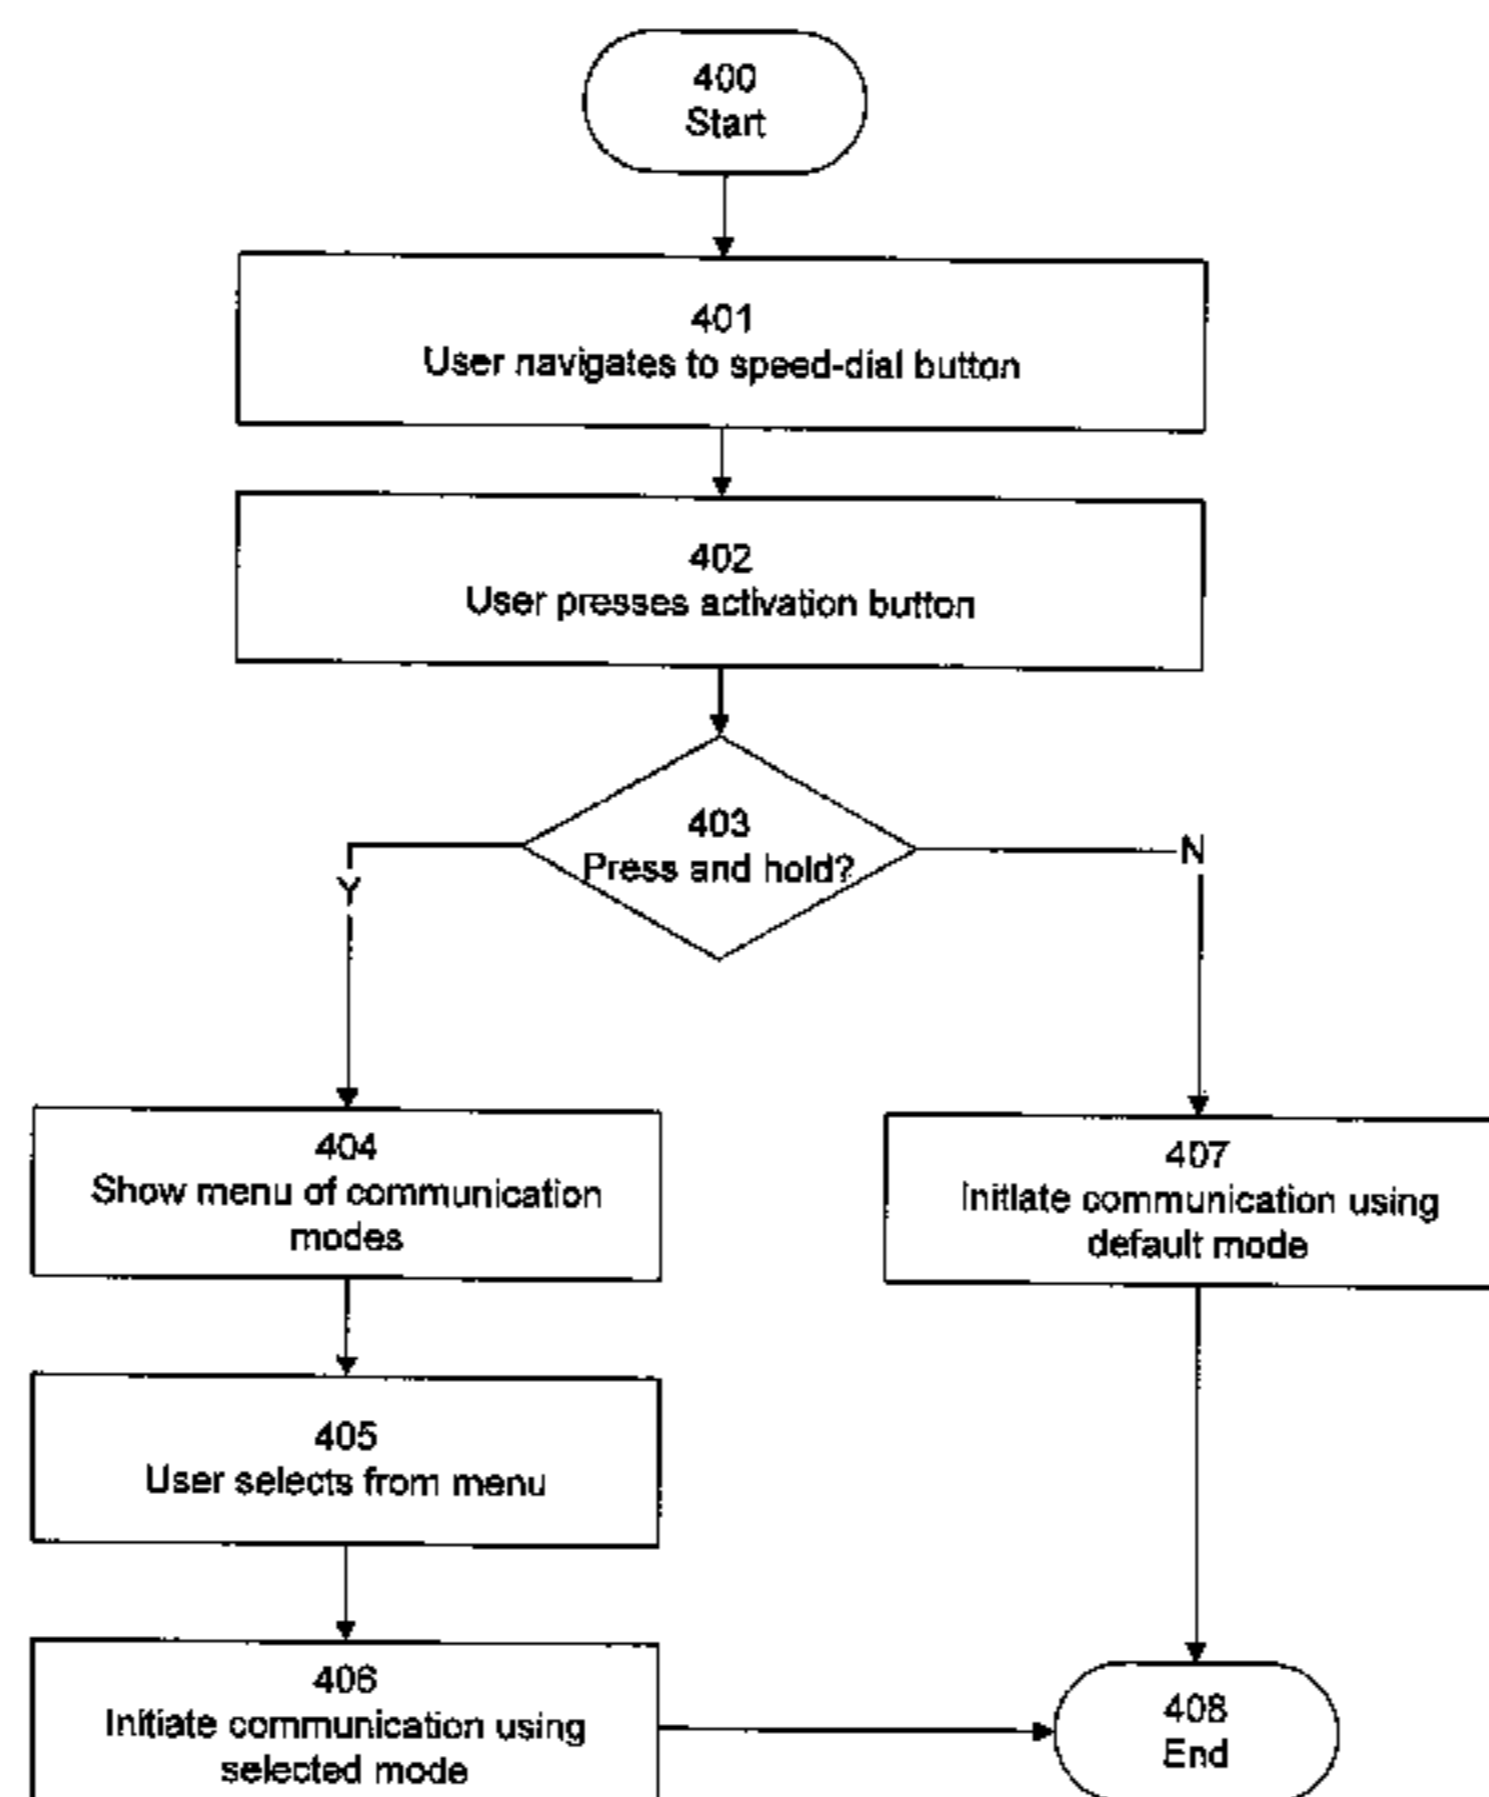 400
Start
401
User navigates to speed-dial button
402
User presses activation button
403
Press and hold?
Y
N
404
Show menu of communication
modes
407
Initiate communication using
default mode
405
User selects from menu
406
Initiate communication using
selected mode
408
End